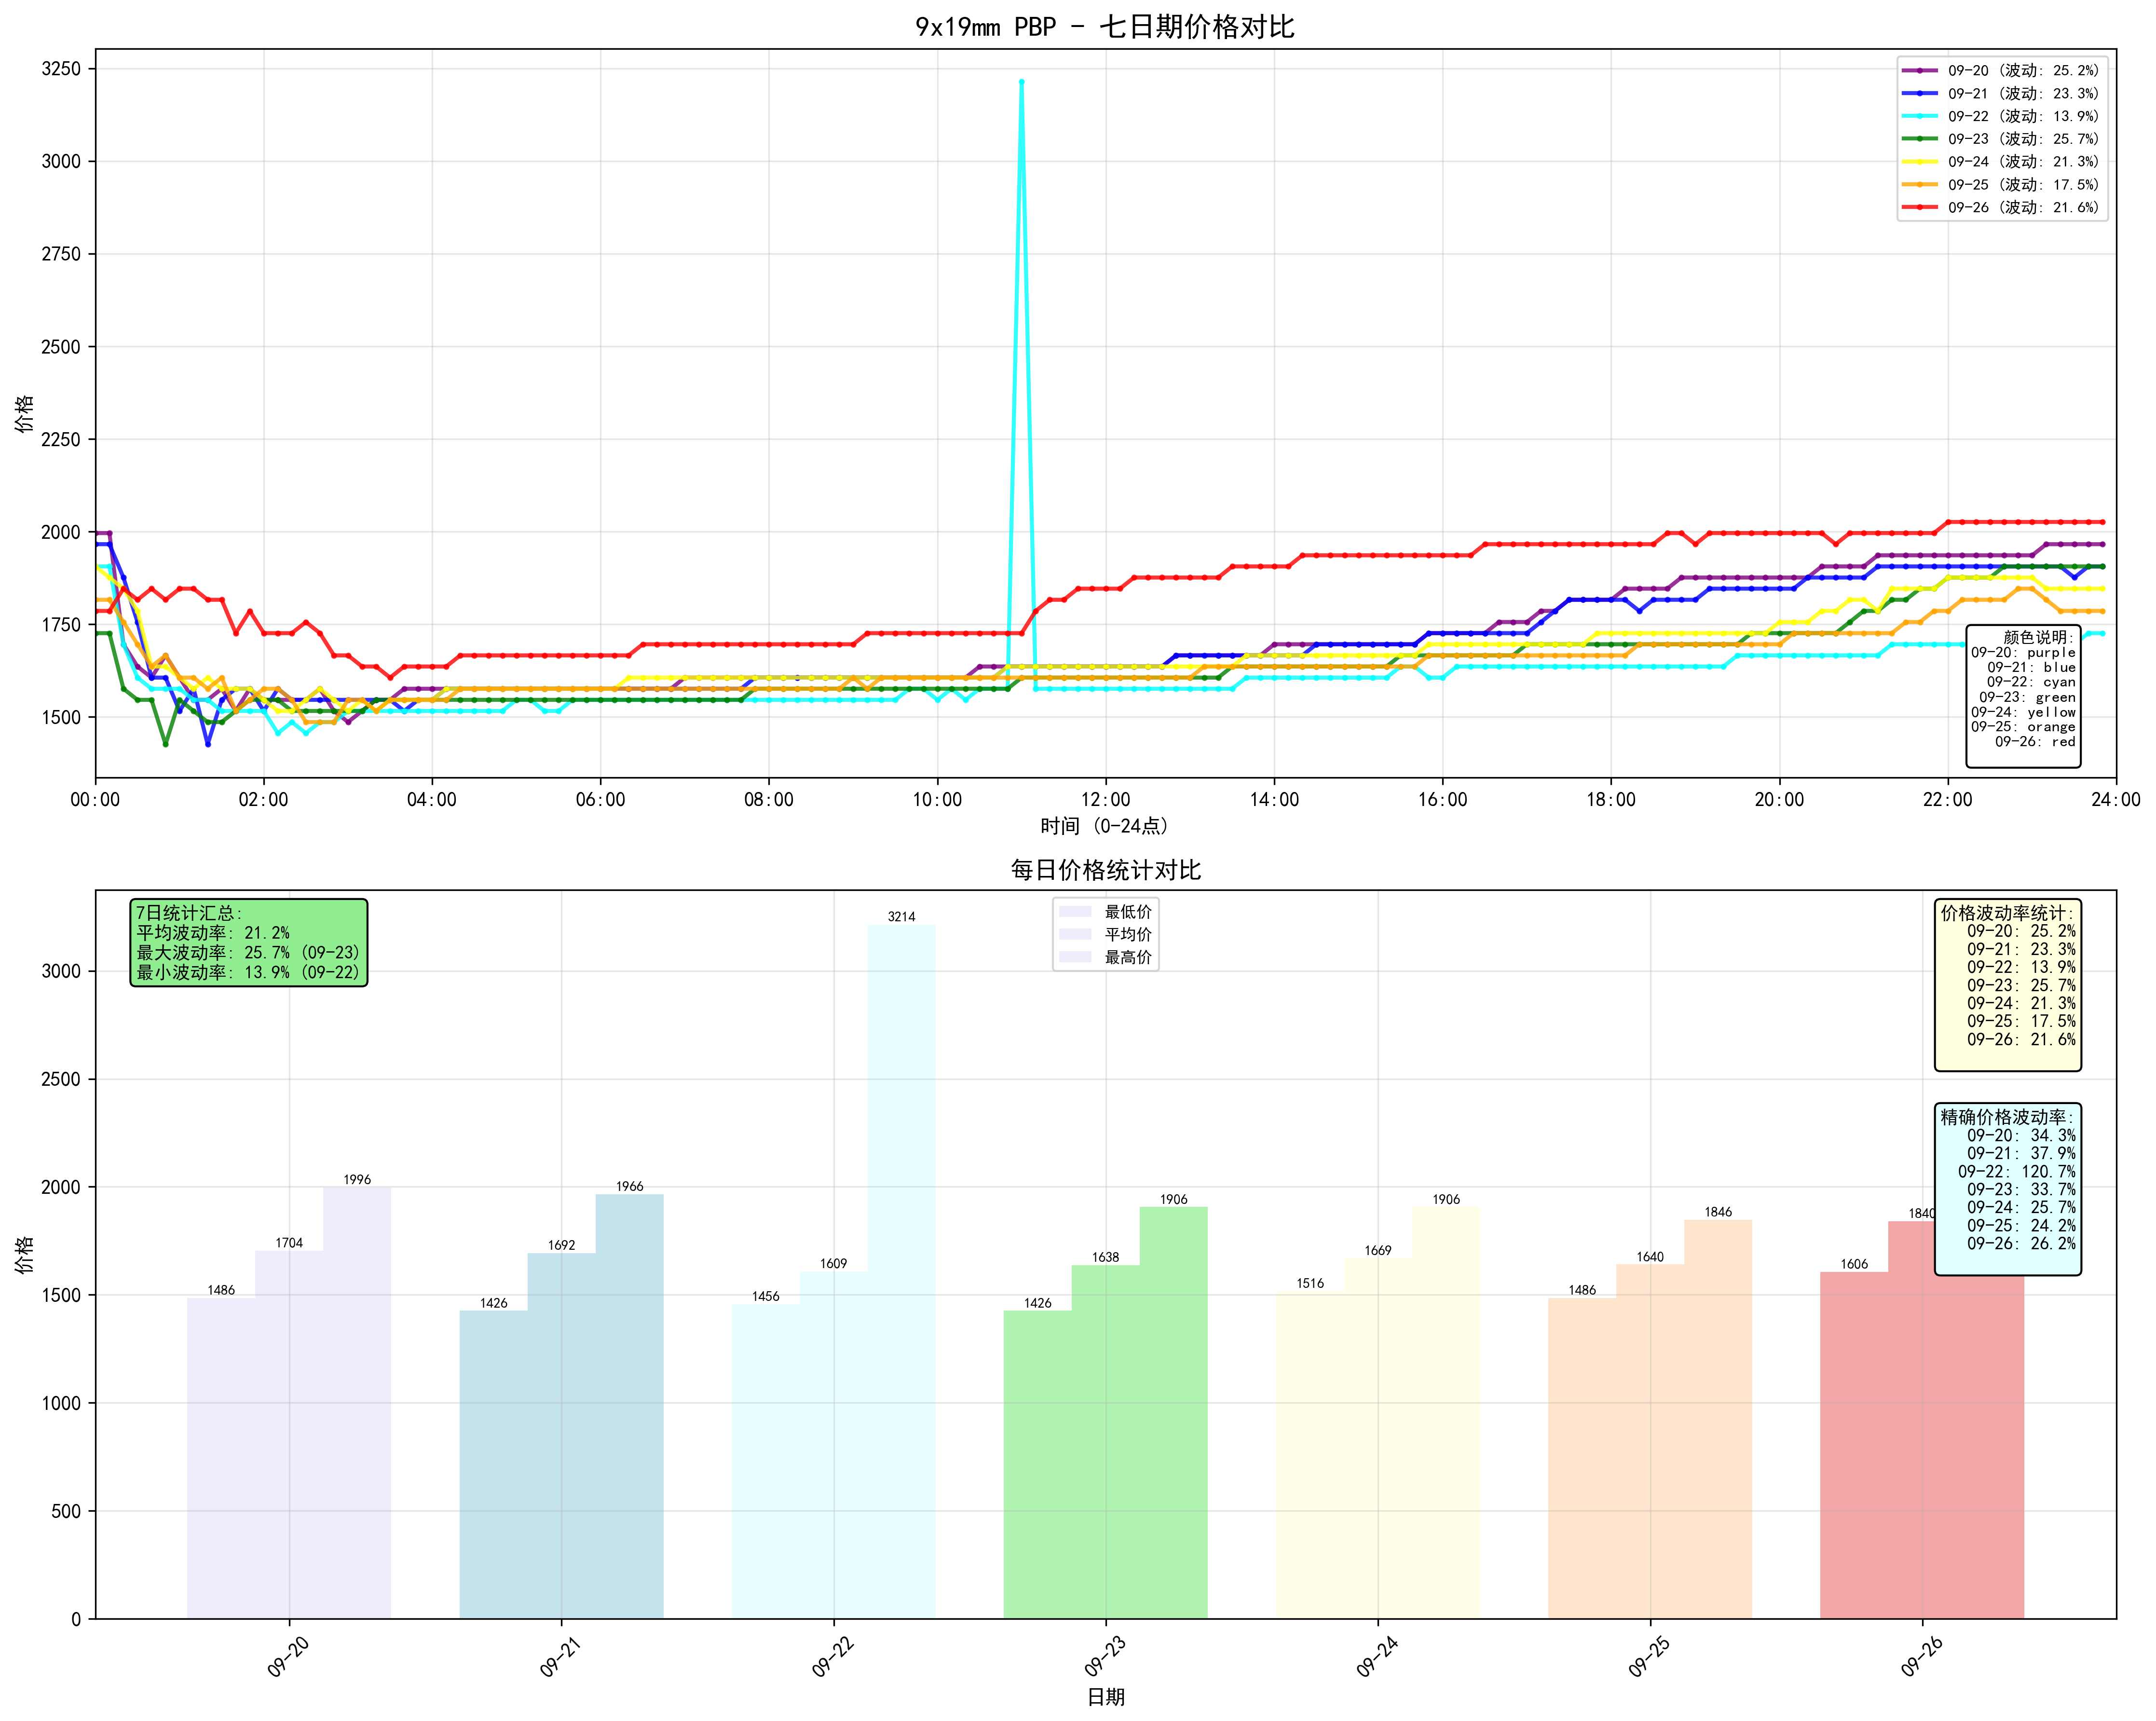 9x19mm PBP - 七日期价格对比
价格
3250
3000
2750
2500
2250
2000
1750
1500
09-20 (波动: 25.2%)
09-21 (波动: 23.3%)
09-22 (波动: 13.9%)
09-23 (波动: 25.7%)
09-24 (波动: 21.3%)
09-25 (波动: 17.5%)
09-26 (波动: 21.6%)
颜色说明:
09-20: purple
09-21: blue
09-22: cyan
09-23: green
09-24: yellow
09-25: orange
09-26: red
00:00 02:00 04:00 06:00 08:00 10:00 12:00 14:00 16:00 18:00 20:00 22:00 24:00
时间 (0-24点)
每日价格统计对比
价格
3000
2500
2000
1500
1000
500
0
7日统计汇总:
平均波动率: 21.2%
最大波动率: 25.7% (09-23)
最小波动率: 13.9% (09-22)
最低价
平均价
最高价
价格波动率统计:
09-20: 25.2%
09-21: 23.3%
09-22: 13.9%
09-23: 25.7%
09-24: 21.3%
09-25: 17.5%
09-26: 21.6%
精确价格波动率:
09-20: 34.3%
09-21: 37.9%
09-22: 120.7%
09-23: 33.7%
09-24: 25.7%
09-25: 24.2%
09-26: 26.2%
1486 1704 1996
1426 1692 1966
1456 1609 3214
1426 1638 1906
1516 1669 1906
1486 1640 1846
1606 1840
09-20 09-21 09-22 09-23 09-24 09-25 09-26
日期